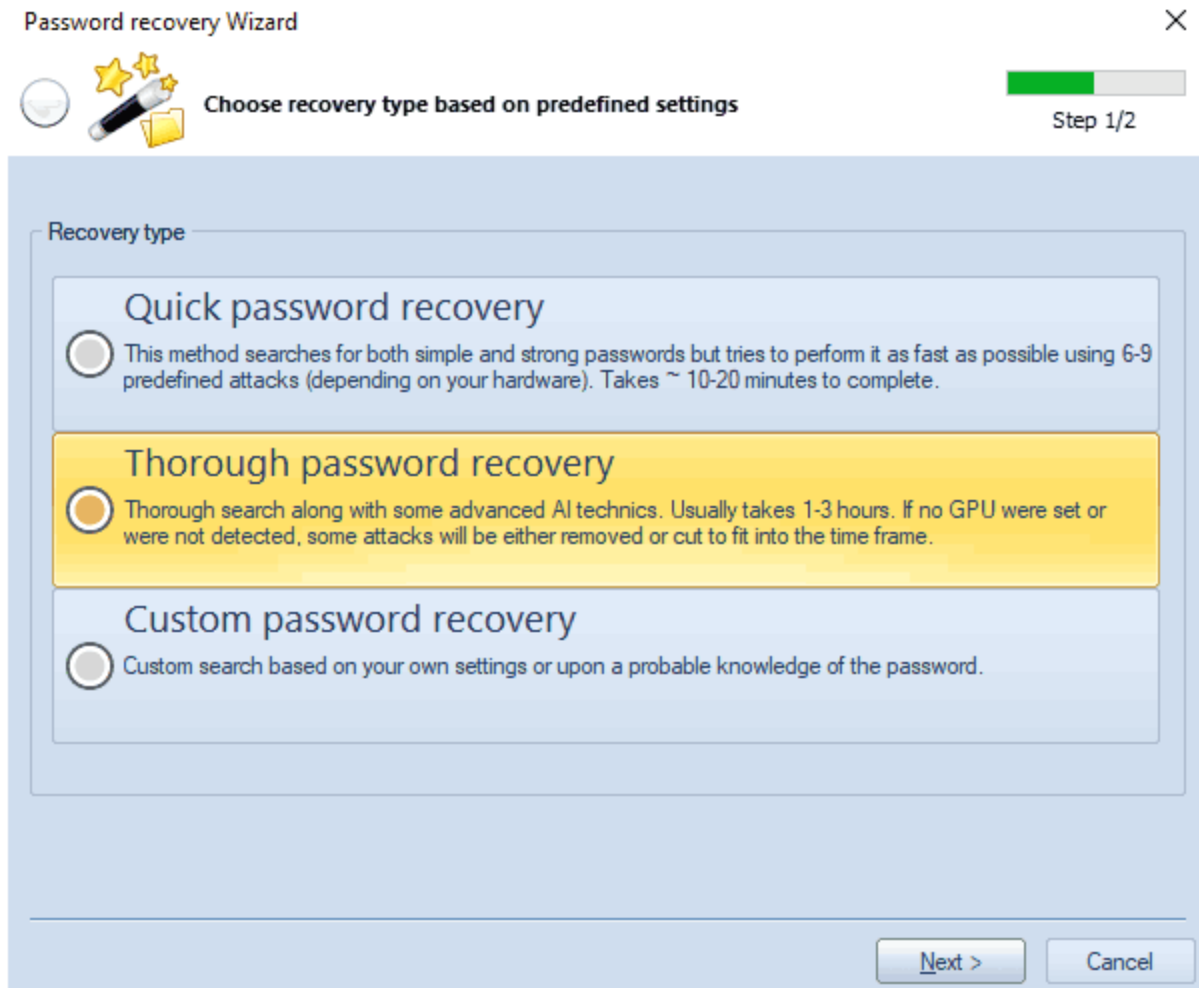 Password recovery Wizard
Choose recovery type based on predefined settings
Step 1/2
Recovery type
Quick password recovery
This method searches for both simple and strong passwords but tries to perform it as fast as possible using 6-9
predefined attacks (depending on your hardware). Takes ~ 10-20 minutes to complete.
Thorough password recovery
Thorough search along with some advanced AI technics. Usually takes 1-3 hours. If no GPU were set or
were not detected, some attacks will be either removed or cut to fit into the time frame.
Custom password recovery
Custom search based on your own settings or upon a probable knowledge of the password.
Next >
Cancel